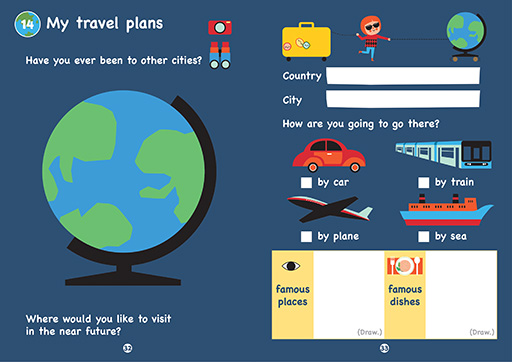 14 My travel plans
Have you ever been to other cities?
Where would you like to visit
in the near future?
32
Country
City
How are you going to go there?
by car
by train
by plane
by sea
famous
places
(Draw.)
famous
dishes
(Draw.)
33